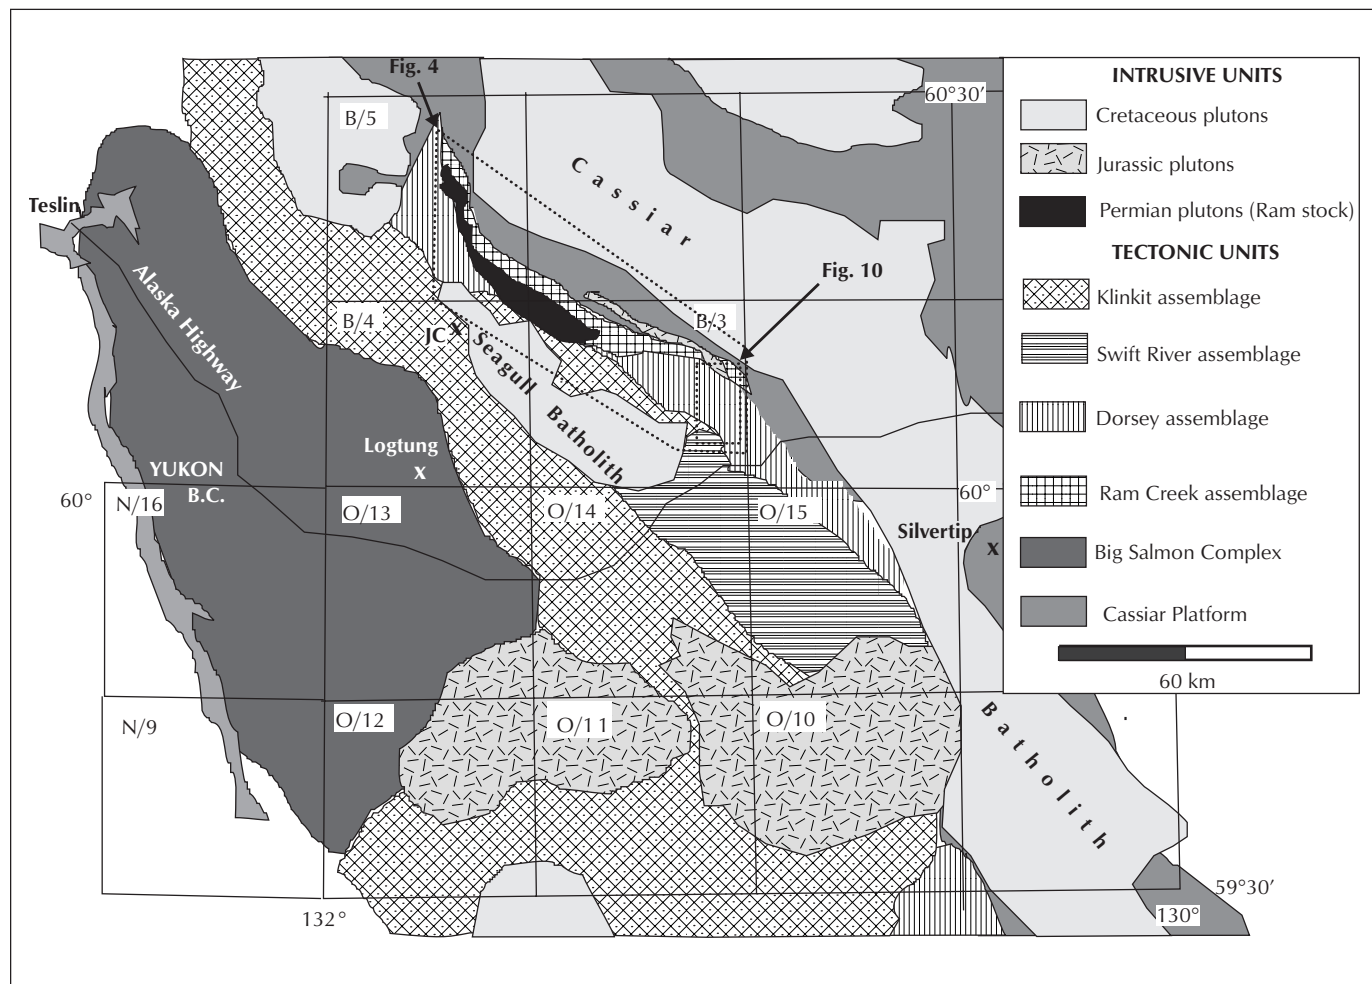 Fig. 4
60°30′
B/5
Cassiar
Teslin
Alaska Highway
Fig. 10
B/4
B/3
JC
Seagull Batholith
Logtung
x
YUKON
B.C.
60°
60°
N/16
O/13
O/14
O/15
Silvertip
x
O/12
O/11
O/10
N/9
Batholith
132°
130°
59°30′
INTRUSIVE UNITS
Cretaceous plutons
Jurassic plutons
Permian plutons (Ram stock)
TECTONIC UNITS
Klinkit assemblage
Swift River assemblage
Dorsey assemblage
Ram Creek assemblage
Big Salmon Complex
Cassiar Platform
60 km